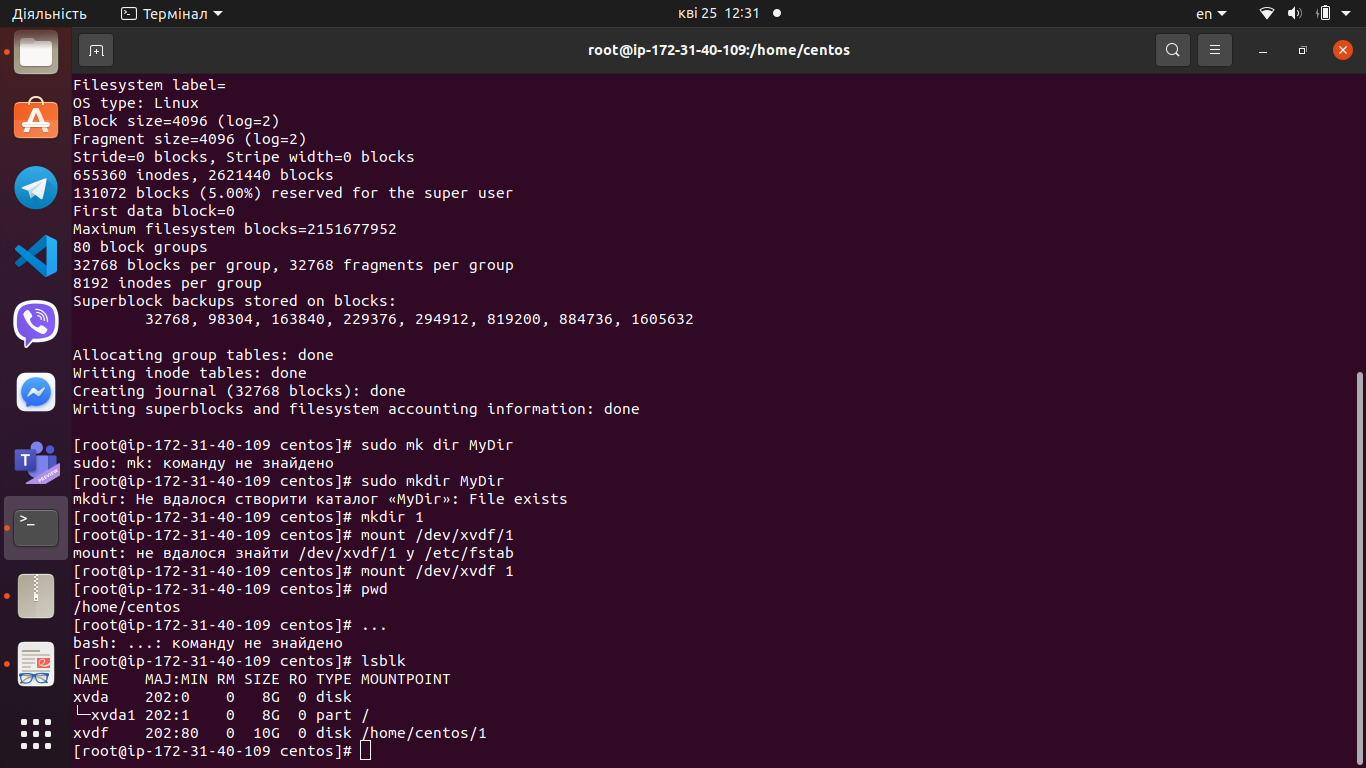 Діяльність Термінал кві 25 12:31 en
root@ip-172-31-40-109:/home/centos
Filesystem label=
OS type: Linux
Block size=4096 (log=2)
Fragment size=4096 (log=2)
Stride=0 blocks, Stripe width=0 blocks
655360 inodes, 2621440 blocks
131072 blocks (5.00%) reserved for the super user
First data block=0
Maximum filesystem blocks=2151677952
80 block groups
32768 blocks per group, 32768 fragments per group
8192 inodes per group
Superblock backups stored on blocks:
        32768, 98304, 163840, 229376, 294912, 819200, 884736, 1605632
Allocating group tables: done
Writing inode tables: done
Creating journal (32768 blocks): done
Writing superblocks and filesystem accounting information: done
[root@ip-172-31-40-109 centos]# sudo mk dir MyDir
sudo: mk: команду не знайдено
[root@ip-172-31-40-109 centos]# sudo mkdir MyDir
mkdir: Не вдалося створити каталог «MyDir»: File exists
[root@ip-172-31-40-109 centos]# mkdir 1
[root@ip-172-31-40-109 centos]# mount /dev/xvdf/1
mount: не вдалося знайти /dev/xvdf/1 у /etc/fstab
[root@ip-172-31-40-109 centos]# mount /dev/xvdf 1
[root@ip-172-31-40-109 centos]# pwd
/home/centos
[root@ip-172-31-40-109 centos]# ...
bash: ...: команду не знайдено
[root@ip-172-31-40-109 centos]# lsblk
NAME    MAJ:MIN RM SIZE RO TYPE MOUNTPOINT
xvda    202:0    0   8G  0 disk
└─xvda1 202:1    0   8G  0 part /
xvdf    202:80   0  10G  0 disk /home/centos/1
[root@ip-172-31-40-109 centos]#